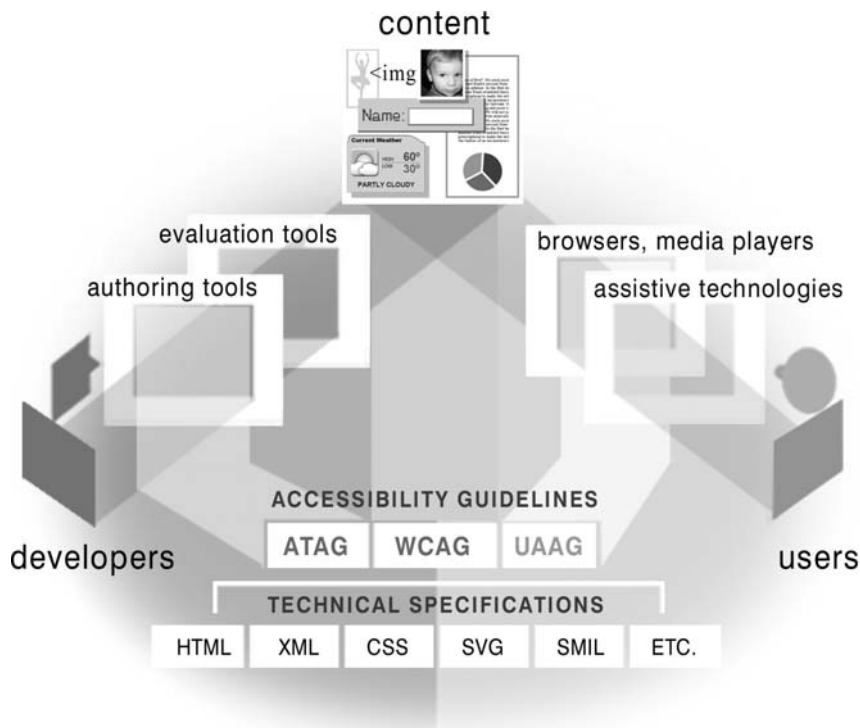 content
<img
Name:
Current Weather
HIGH 60°
LOW 30°
PARTLY CLOUDY
evaluation tools
authoring tools
browsers, media players
assistive technologies
developers
users
ACCESSIBILITY GUIDELINES
ATAG WCAG UAAG
TECHNICAL SPECIFICATIONS
HTML XML CSS SVG SMIL ETC.